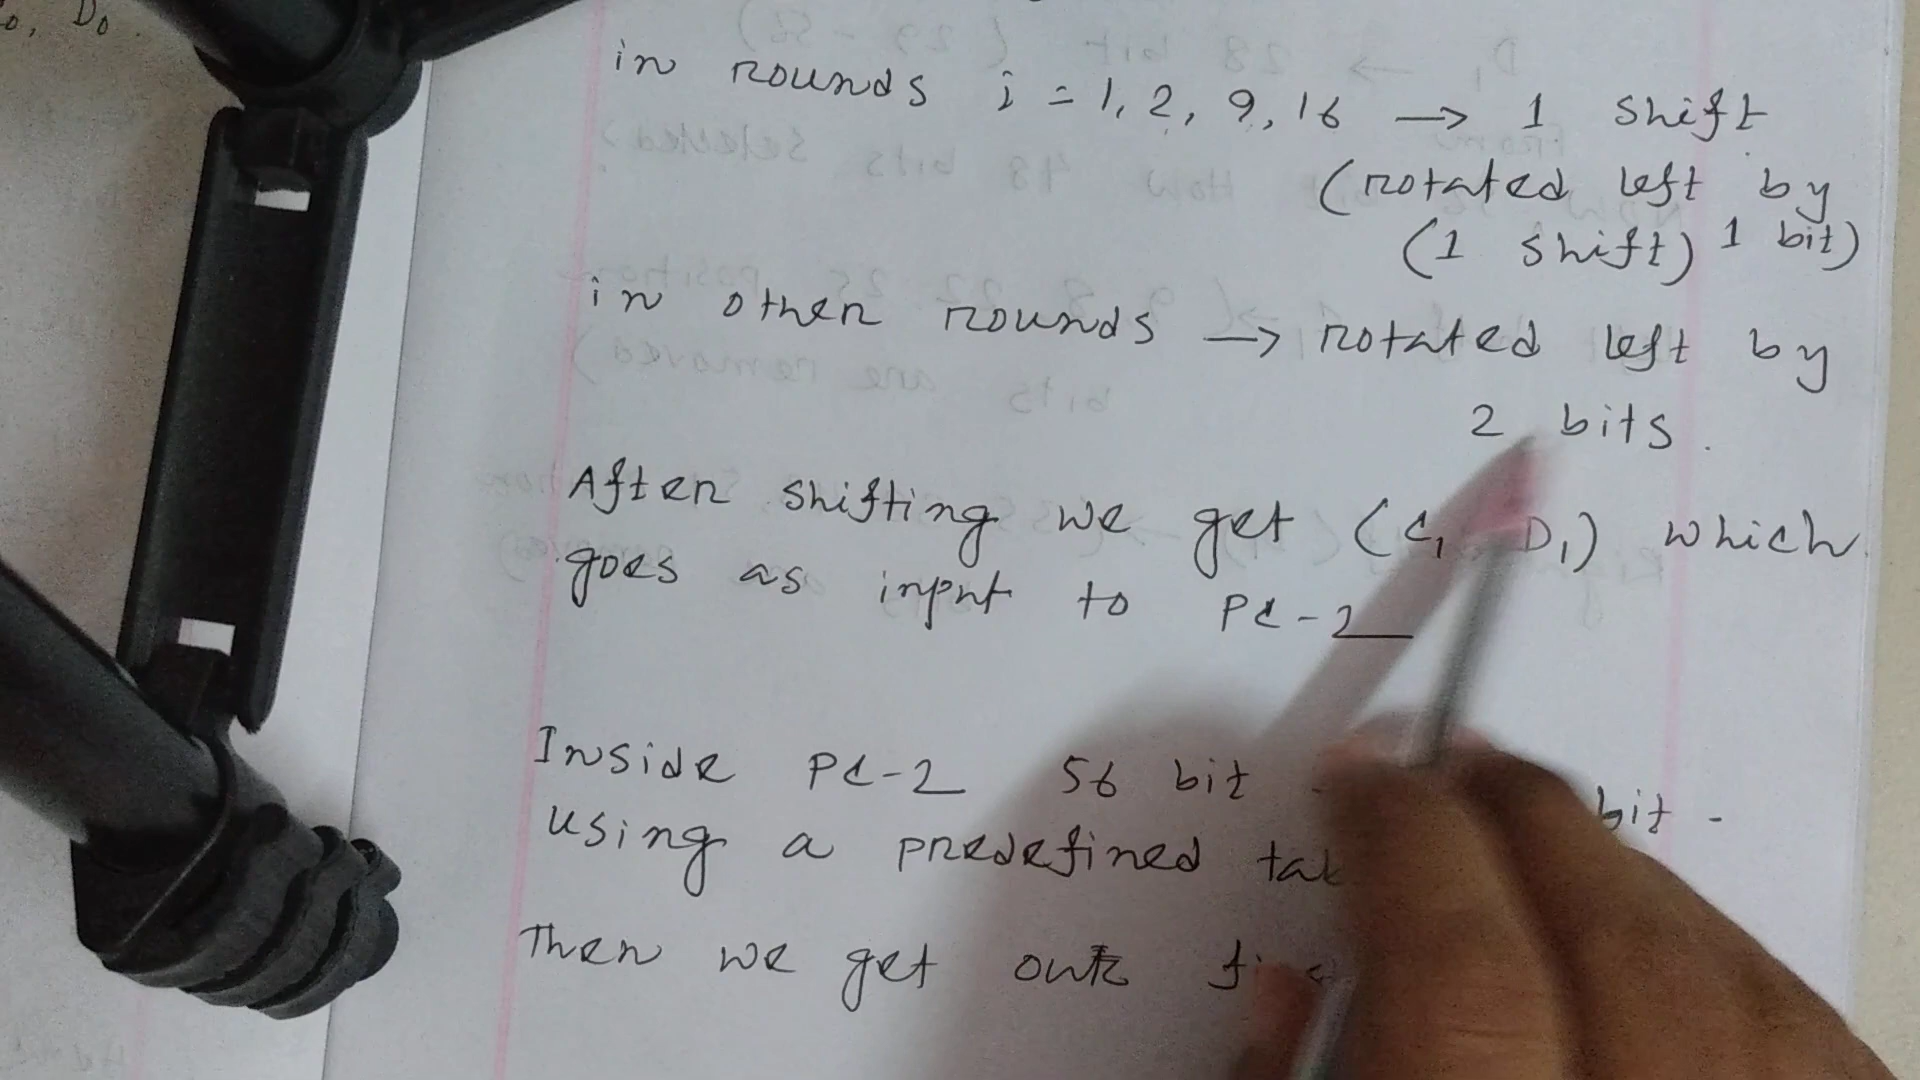 D₀
in rounds i = 1, 2, 9, 16 → 1 shift
(rotated left by
(1 shift) 1 bit)
in other rounds → rotated left by
2 bits.
After shifting we get (C₁ D₁) which
goes as input to PC-2
Inside PC-2 56 bit bit -
using a predefined
Then we get